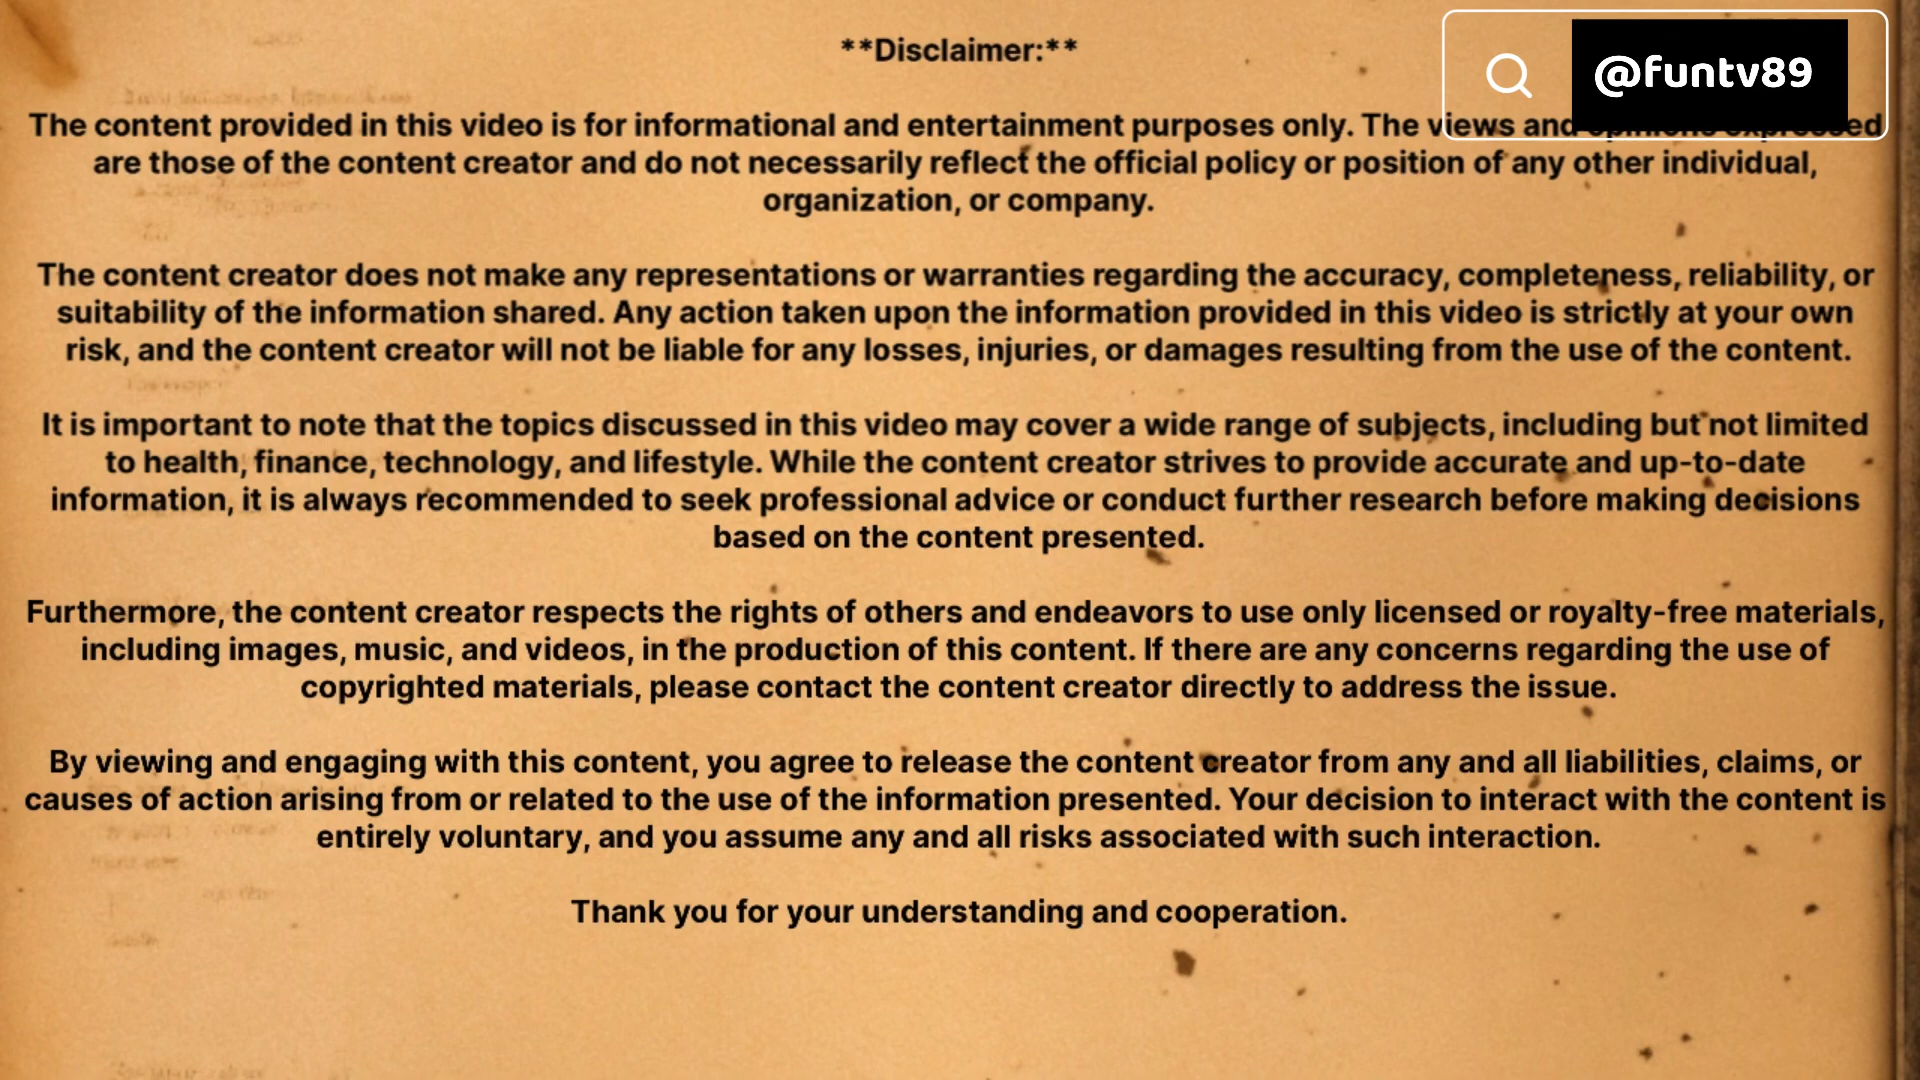 **Disclaimer:**
@funtv89
The content provided in this video is for informational and entertainment purposes only. The views and
are those of the content creator and do not necessarily reflect the official policy or position of any other individual,
organization, or company.
The content creator does not make any representations or warranties regarding the accuracy, completeness, reliability, or
suitability of the information shared. Any action taken upon the information provided in this video is strictly at your own
risk, and the content creator will not be liable for any losses, injuries, or damages resulting from the use of the content.
It is important to note that the topics discussed in this video may cover a wide range of subjects, including but not limited
to health, finance, technology, and lifestyle. While the content creator strives to provide accurate and up-to-date
information, it is always recommended to seek professional advice or conduct further research before making decisions
based on the content presented.
Furthermore, the content creator respects the rights of others and endeavors to use only licensed or royalty-free materials,
including images, music, and videos, in the production of this content. If there are any concerns regarding the use of
copyrighted materials, please contact the content creator directly to address the issue.
By viewing and engaging with this content, you agree to release the content creator from any and all liabilities, claims, or
causes of action arising from or related to the use of the information presented. Your decision to interact with the content is
entirely voluntary, and you assume any and all risks associated with such interaction.
Thank you for your understanding and cooperation.